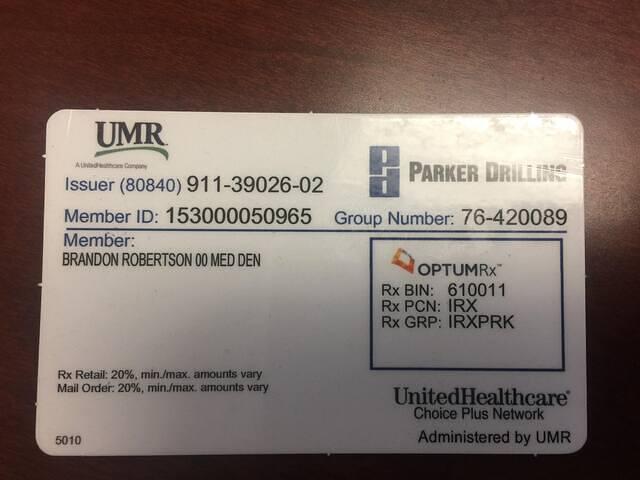 UMR
A UnitedHealthcare Company
PARKER DRILLING
Issuer (80840) 911-39026-02
Member ID: 153000050965 Group Number: 76-420089
Member:
BRANDON ROBERTSON 00 MED DEN
OPTUMRx™
Rx BIN: 610011
Rx PCN: IRX
Rx GRP: IRXPRK
Rx Retail: 20%, min./max. amounts vary
Mail Order: 20%, min./max. amounts vary
UnitedHealthcare®
Choice Plus Network
5010
Administered by UMR